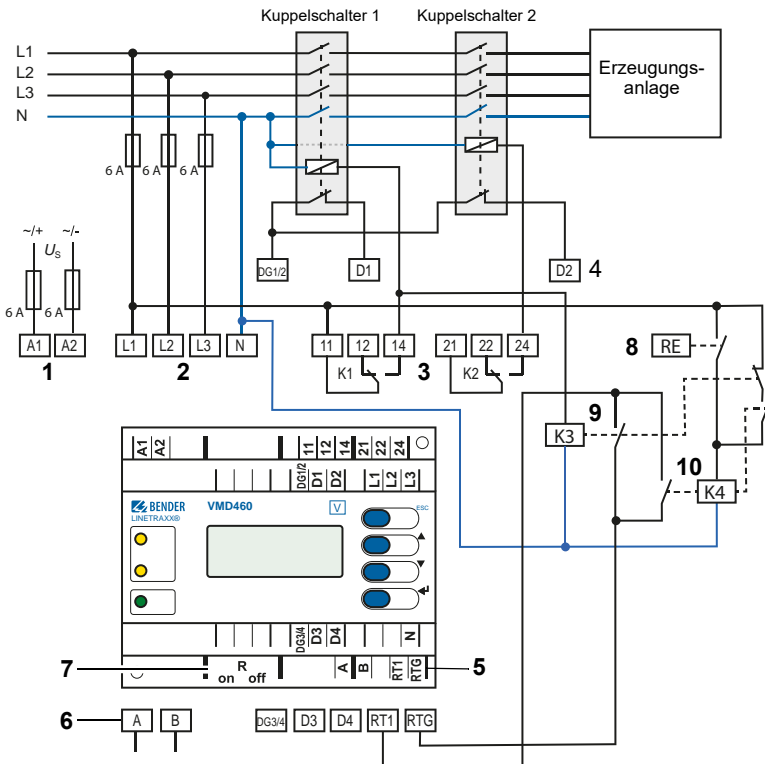 Kuppelschalter 1 Kuppelschalter 2
L1
L2
L3
N
Erzeugungs-
anlage
6 A 6 A 6 A
~/+ ~/-
US
6 A 6 A
DG1/2 D1 D2 4
A1 A2 L1 L2 L3 N 11 12 14 21 22 24
1 2 K1 3 K2
8 RE
9
K3
10
K4
A1 A2 11 12 14 21 22 24
DG1/2 D1 D2 L1 L2 L3
BENDER VMD460 V ESC
LINETRAXX®
DG3/4 D3 D4 N
7 R
on off
A B RT1 RTG 5
6 A B DG3/4 D3 D4 RT1 RTG